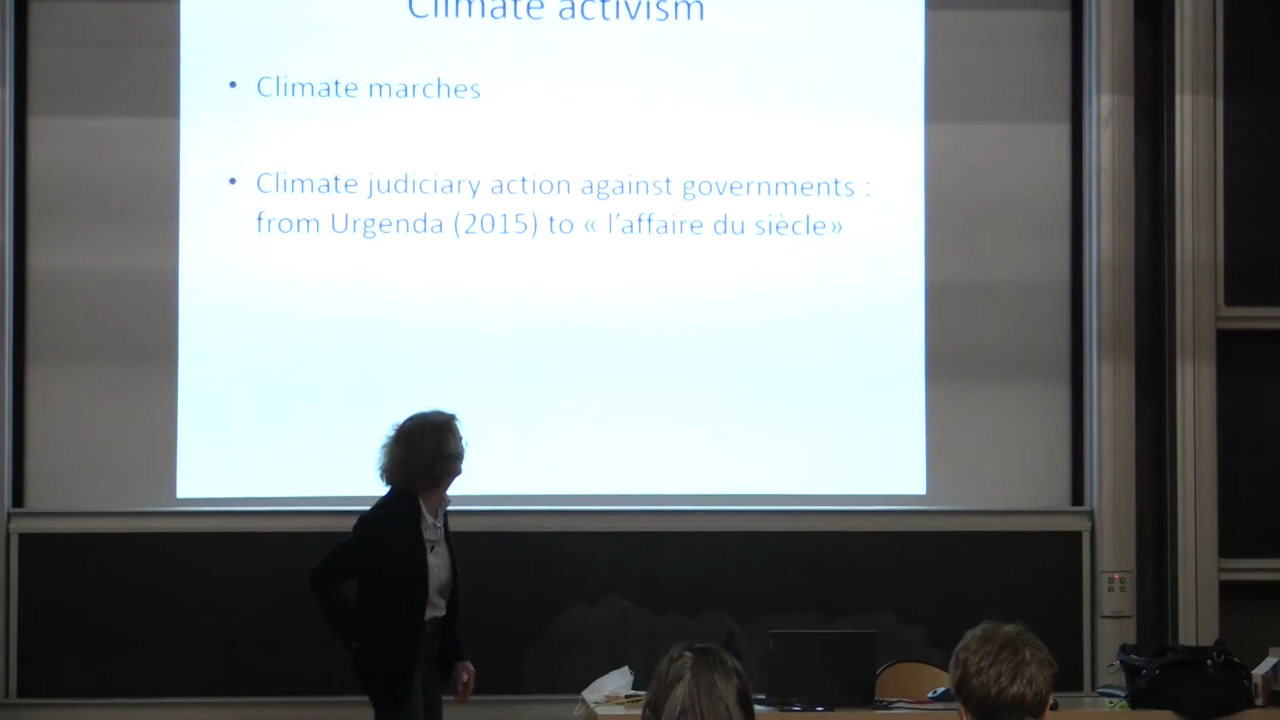 Climate activism
• Climate marches
• Climate judiciary action against governments :
from Urgenda (2015) to « l'affaire du siècle»